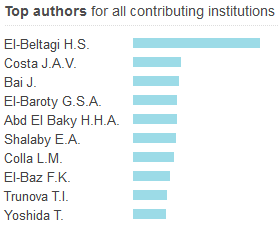 Top authors for all contributing institutions
El-Beltagi H.S.
Costa J.A.V.
Bai J.
El-Baroty G.S.A.
Abd El Baky H.H.A.
Shalaby E.A.
Colla L.M.
El-Baz F.K.
Trunova T.I.
Yoshida T.